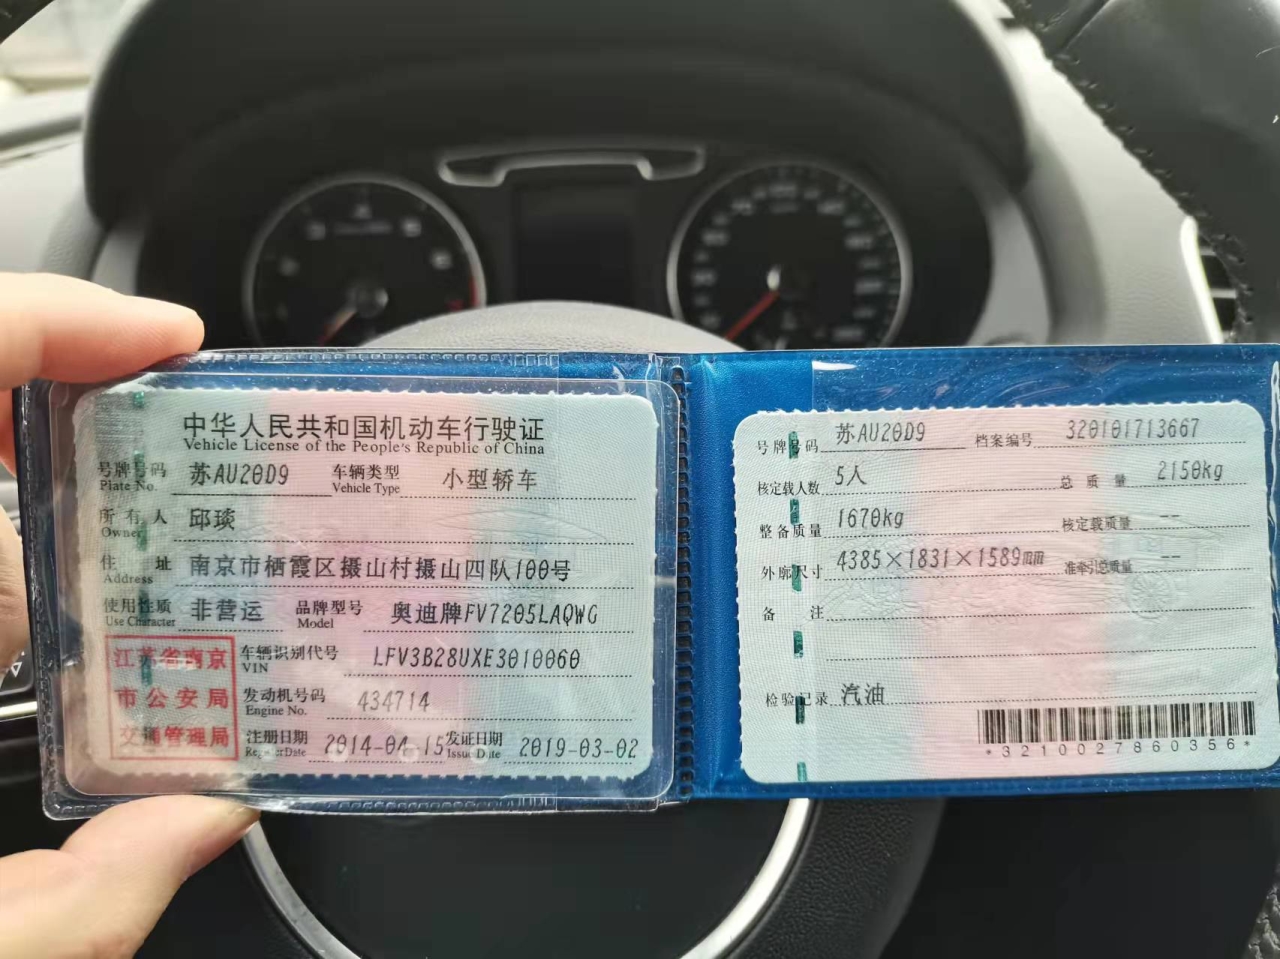 中华人民共和国机动车行驶证
Vehicle License of the People's Republic of China
号牌号码 苏AU20D9 车辆类型 小型轿车
Plate No. Vehicle Type
所有人 邱琰
Owner
住址 南京市栖霞区摄山村摄山四队100号
Address
使用性质 非营运 品牌型号 奥迪牌FV7205LAQWG
Use Character Model
江苏省南京
市公安局
交通管理局
车辆识别代号 LFV3B28UXE3010060
VIN
发动机号码 434714
Engine No.
注册日期 2014-04-15 发证日期 2019-03-02
Register Date Issue Date
号牌号码 苏AU20D9 档案编号 320101713667
核定载人数 5人 总质量 2150kg
整备质量 1670kg 核定载质量 --
外廓尺寸 4385×1831×1589mm 准牵引总质量 --
备注
检验记录 汽油
*3210027860356*